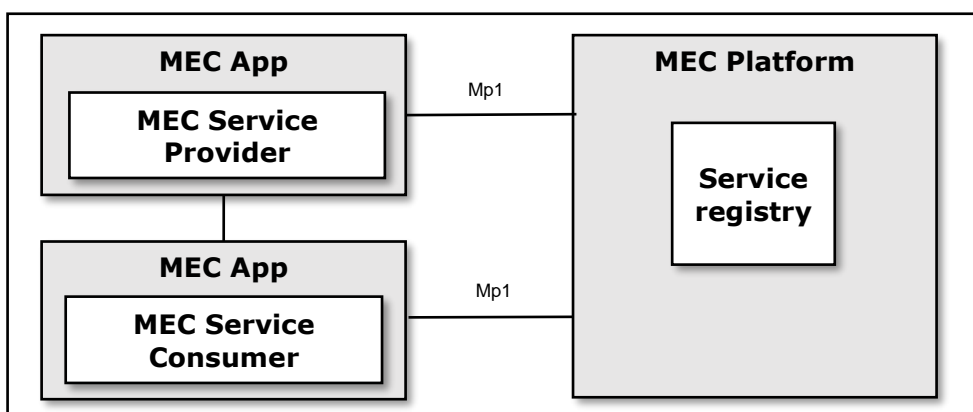 MEC App
MEC Service
Provider
Mp1
MEC Platform
Service
registry
MEC App
MEC Service
Consumer
Mp1